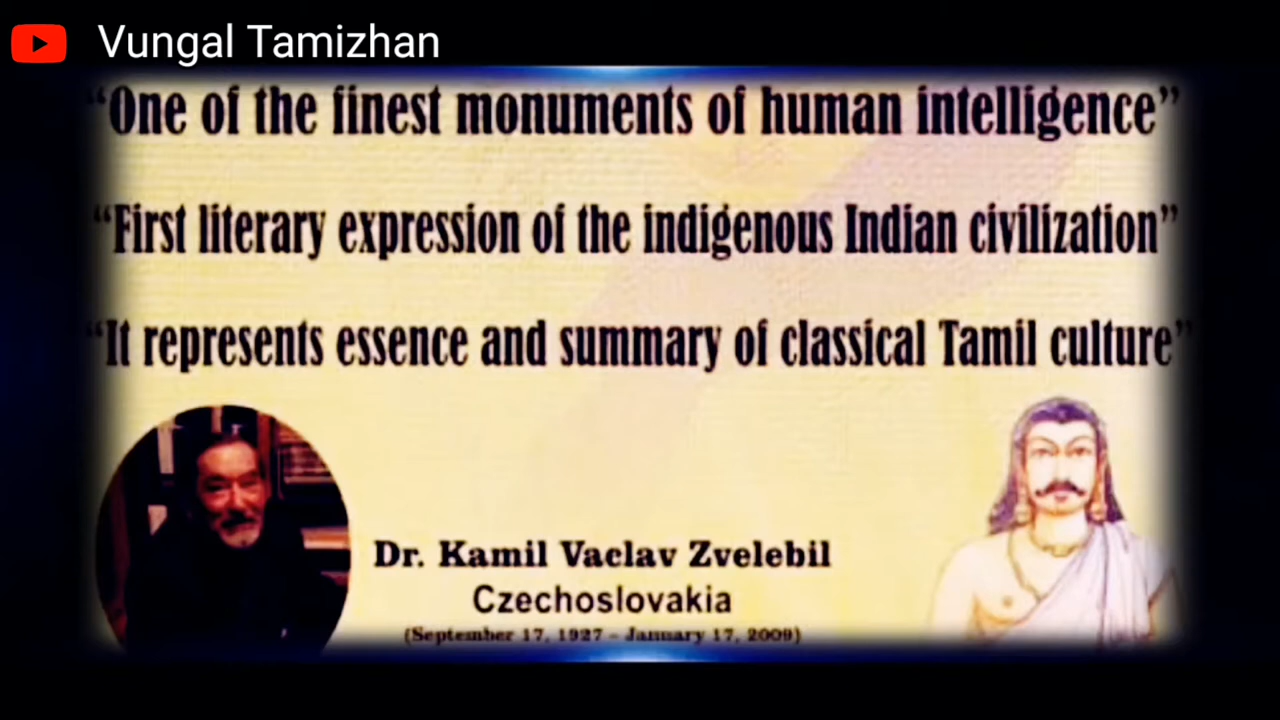 Vungal Tamizhan
“One of the finest monuments of human intelligence”
“First literary expression of the indigenous Indian civilization”
“It represents essence and summary of classical Tamil culture”
Dr. Kamil Vaclav Zvelebil
Czechoslovakia
(September 17, 1927 – January 17, 2009)